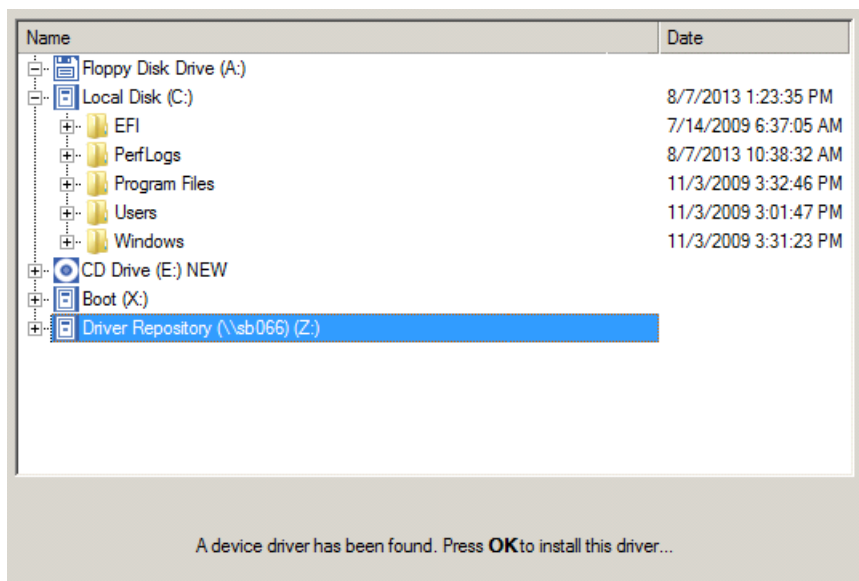 Name Date
Floppy Disk Drive (A:)
Local Disk (C:) 8/7/2013 1:23:35 PM
EFI 7/14/2009 6:37:05 AM
PerfLogs 8/7/2013 10:38:32 AM
Program Files 11/3/2009 3:32:46 PM
Users 11/3/2009 3:01:47 PM
Windows 11/3/2009 3:31:23 PM
CD Drive (E:) NEW
Boot (X:)
Driver Repository (\\sb066) (Z:)
A device driver has been found. Press OK to install this driver...